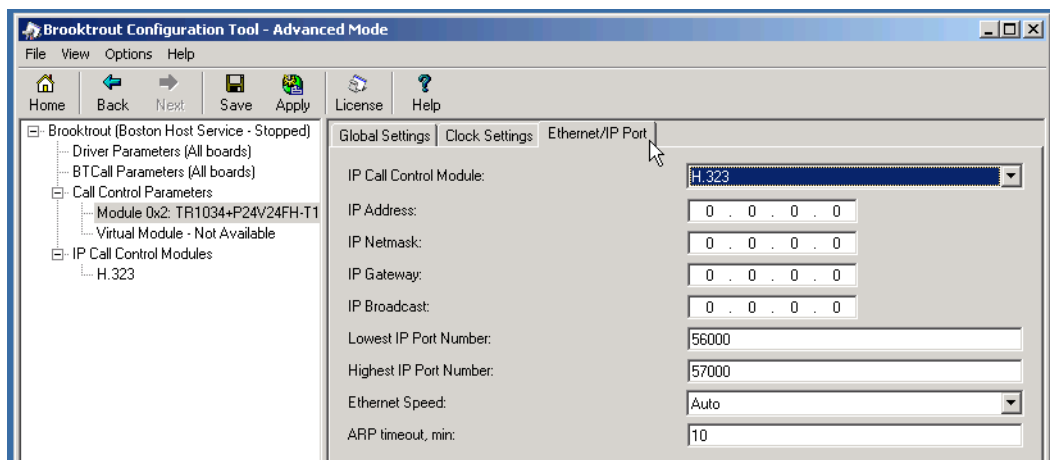 Brooktrout Configuration Tool - Advanced Mode
File View Options Help
Home Back Next Save Apply License Help
Brooktrout (Boston Host Service - Stopped)
Driver Parameters (All boards)
BTCall Parameters (All boards)
Call Control Parameters
Module 0x2: TR1034+P24V24FH-T1
Virtual Module - Not Available
IP Call Control Modules
H.323
Global Settings Clock Settings Ethernet/IP Port
IP Call Control Module: H.323
IP Address: 0 . 0 . 0 . 0
IP Netmask: 0 . 0 . 0 . 0
IP Gateway: 0 . 0 . 0 . 0
IP Broadcast: 0 . 0 . 0 . 0
Lowest IP Port Number: 56000
Highest IP Port Number: 57000
Ethernet Speed: Auto
ARP timeout, min: 10